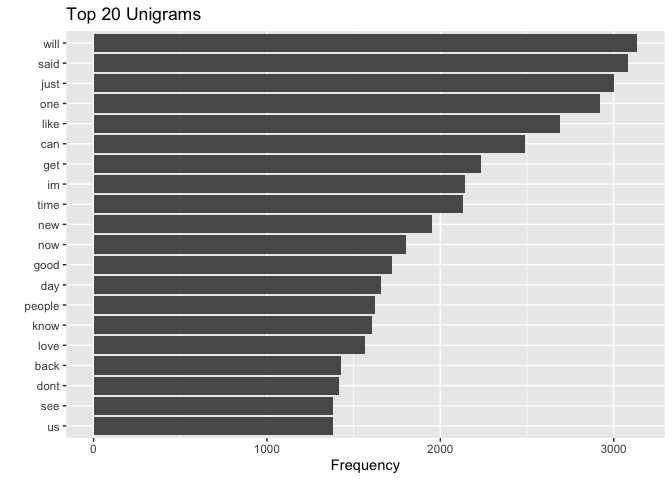 Top 20 Unigrams
will
said
just
one
like
can
get
im
time
new
now
good
day
people
know
love
back
dont
see
us
0 1000 2000 3000
Frequency